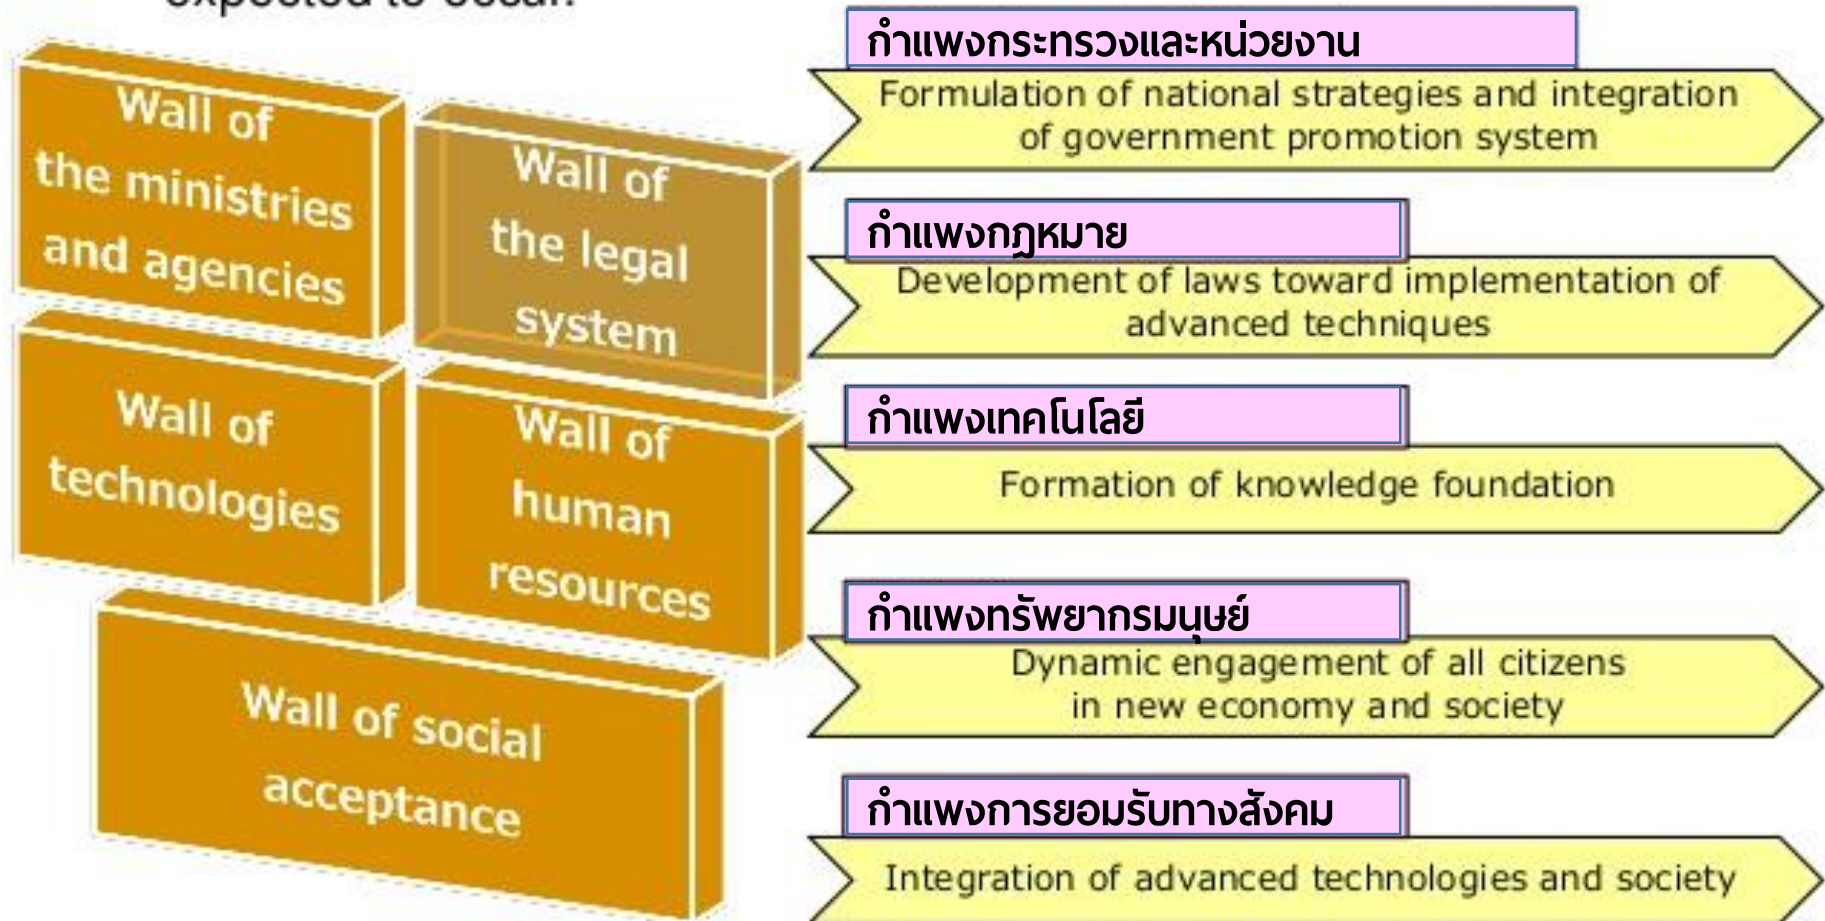 expected to occur.
Wall of
the ministries
and agencies
Wall of
the legal
system
Wall of
technologies
Wall of
human
resources
Wall of social
acceptance
กำแพงกระทรวงและหน่วยงาน
Formulation of national strategies and integration
of government promotion system
กำแพงกฎหมาย
Development of laws toward implementation of
advanced techniques
กำแพงเทคโนโลยี
Formation of knowledge foundation
กำแพงทรัพยากรมนุษย์
Dynamic engagement of all citizens
in new economy and society
กำแพงการยอมรับทางสังคม
Integration of advanced technologies and society